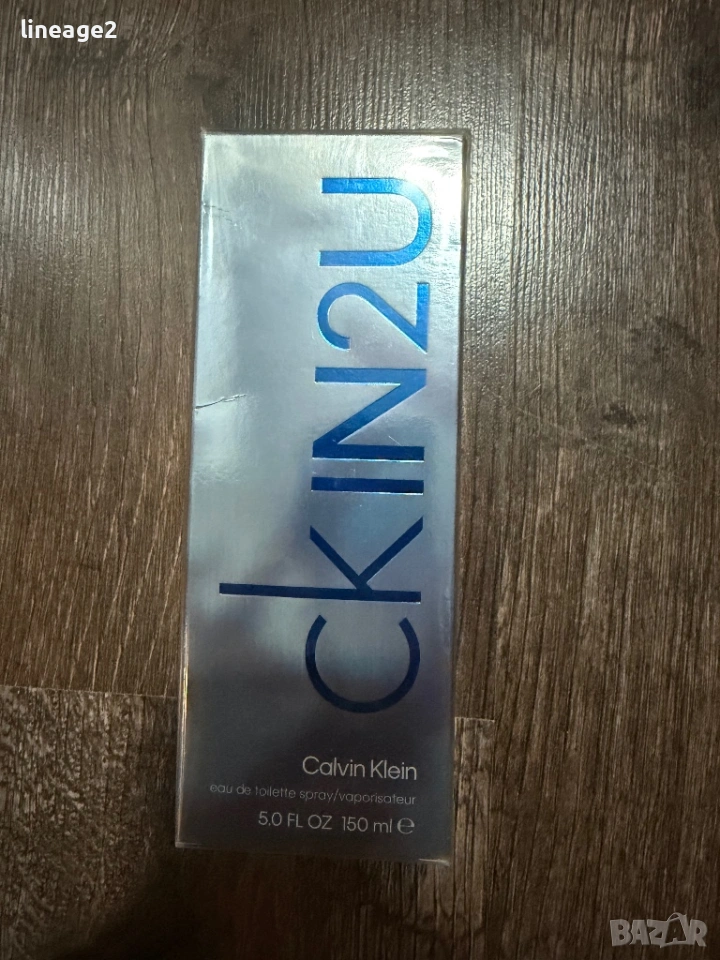 lineage2
ckIN2U
Calvin Klein
eau de toilette spray/vaporisateur
5.0 FL OZ 150 ml ℮
BAZAR